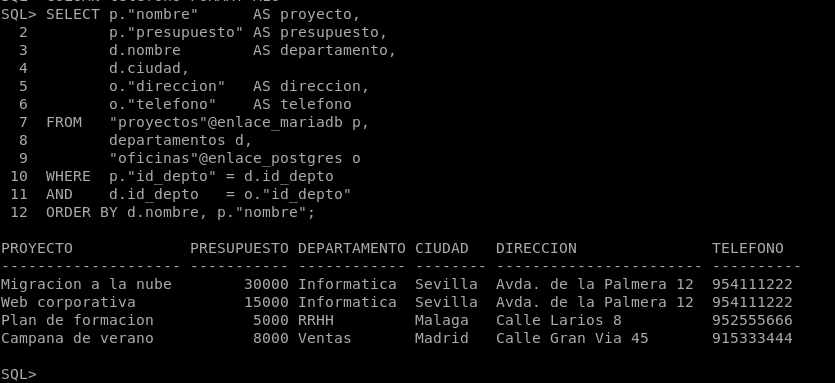 SQL> SELECT p."nombre"      AS proyecto,
  2         p."presupuesto" AS presupuesto,
  3         d.nombre        AS departamento,
  4         d.ciudad,
  5         o."direccion"   AS direccion,
  6         o."telefono"    AS telefono
  7  FROM   "proyectos"@enlace_mariadb p,
  8         departamentos d,
  9         "oficinas"@enlace_postgres o
 10  WHERE  p."id_depto" = d.id_depto
 11  AND    d.id_depto   = o."id_depto"
 12  ORDER BY d.nombre, p."nombre";
PROYECTO             PRESUPUESTO DEPARTAMENTO CIUDAD   DIRECCION               TELEFONO
-------------------- ----------- ------------ -------- ----------------------- ----------
Migracion a la nube        30000 Informatica  Sevilla  Avda. de la Palmera 12  954111222
Web corporativa            15000 Informatica  Sevilla  Avda. de la Palmera 12  954111222
Plan de formacion           5000 RRHH         Malaga   Calle Larios 8          952555666
Campana de verano           8000 Ventas       Madrid   Calle Gran Via 45       915333444
SQL>